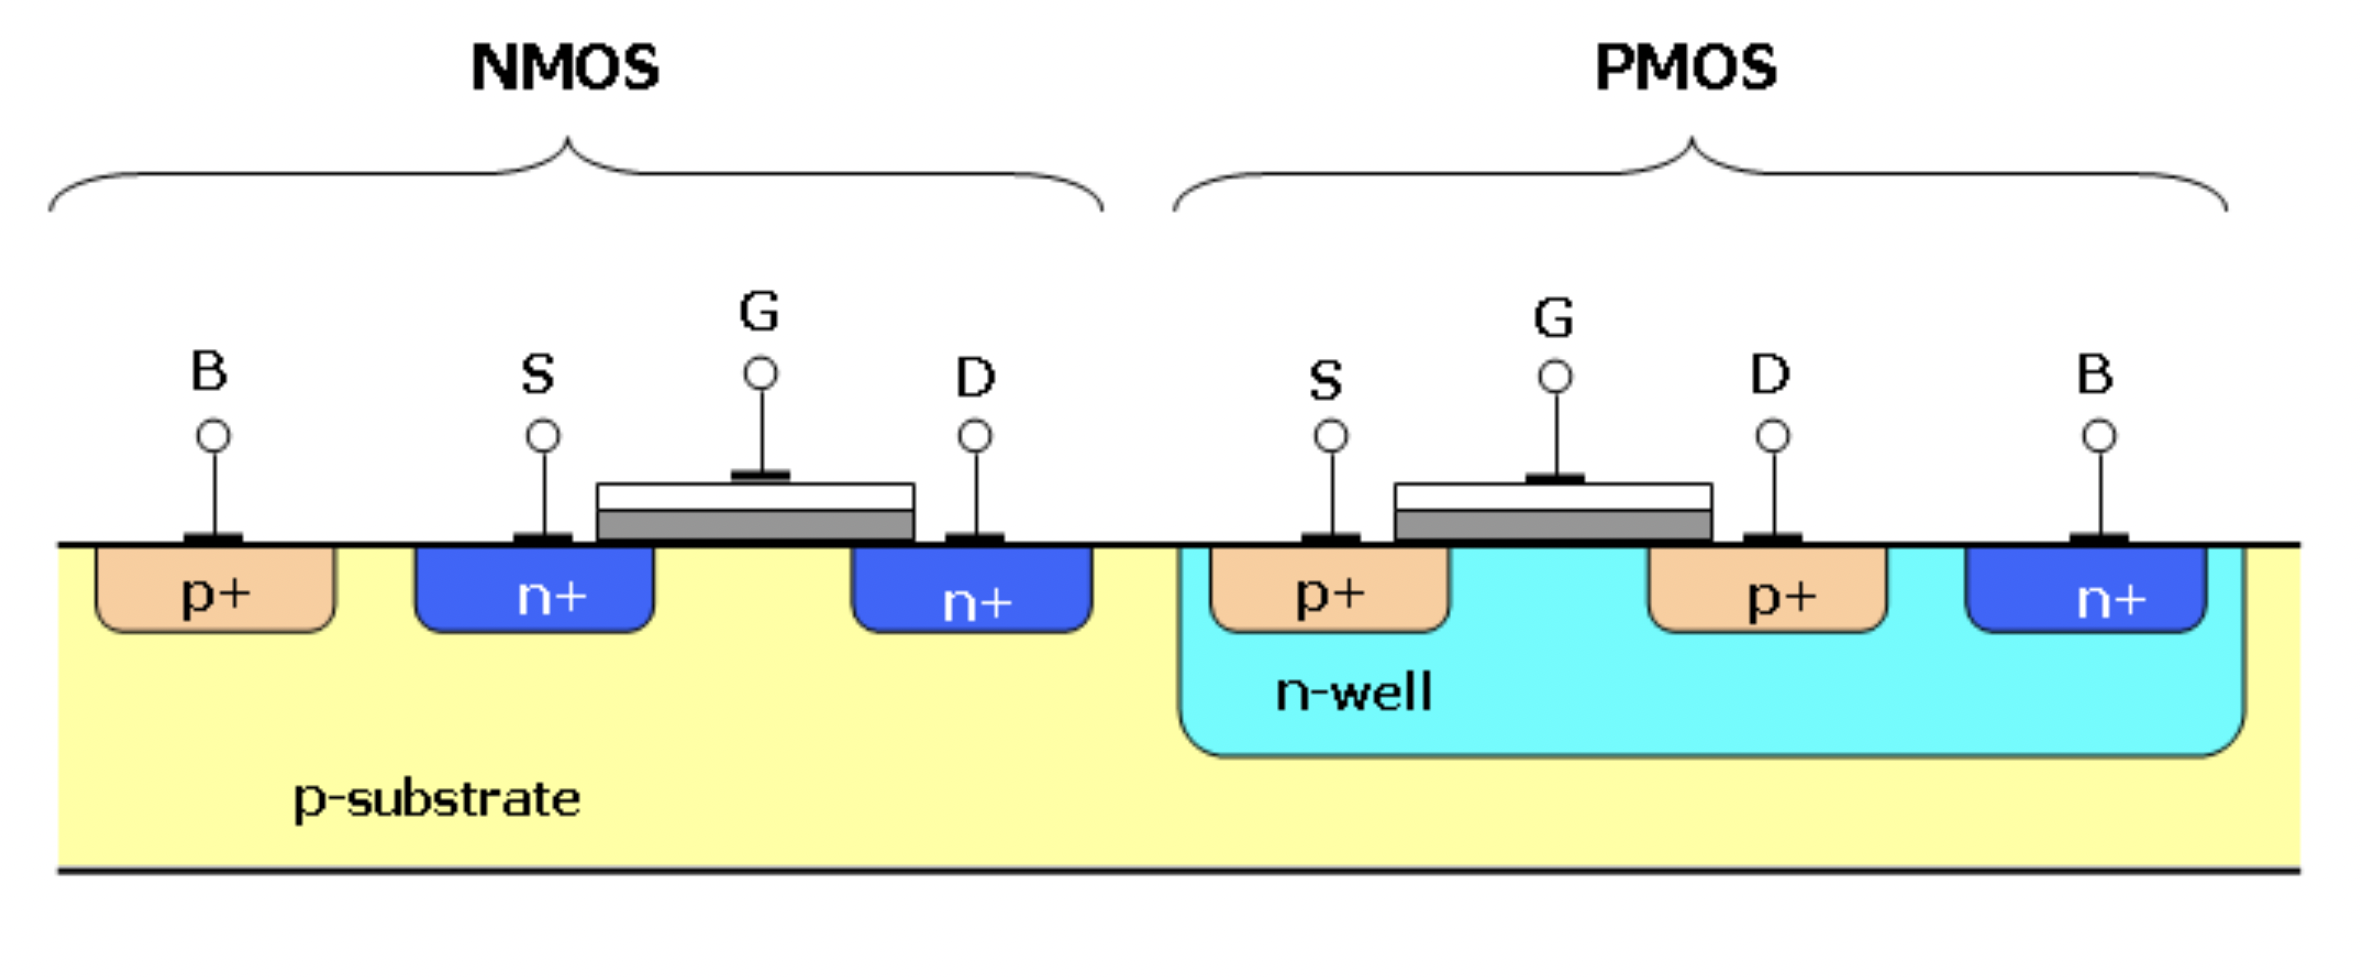 NMOS
PMOS
B
S
G
D
S
G
D
B
p+
n+
n+
p+
p+
n+
n-well
p-substrate